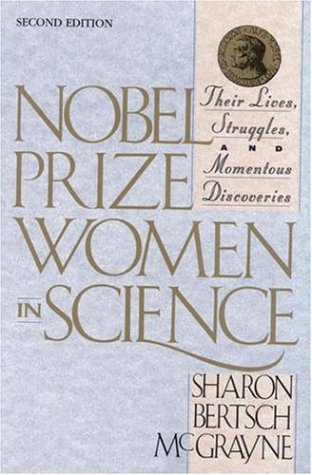 SECOND EDITION
NOBEL
PRIZE
WOMEN
IN SCIENCE
Their Lives,
Struggles,
AND
Momentous
Discoveries
SHARON
BERTSCH
McGRAYNE